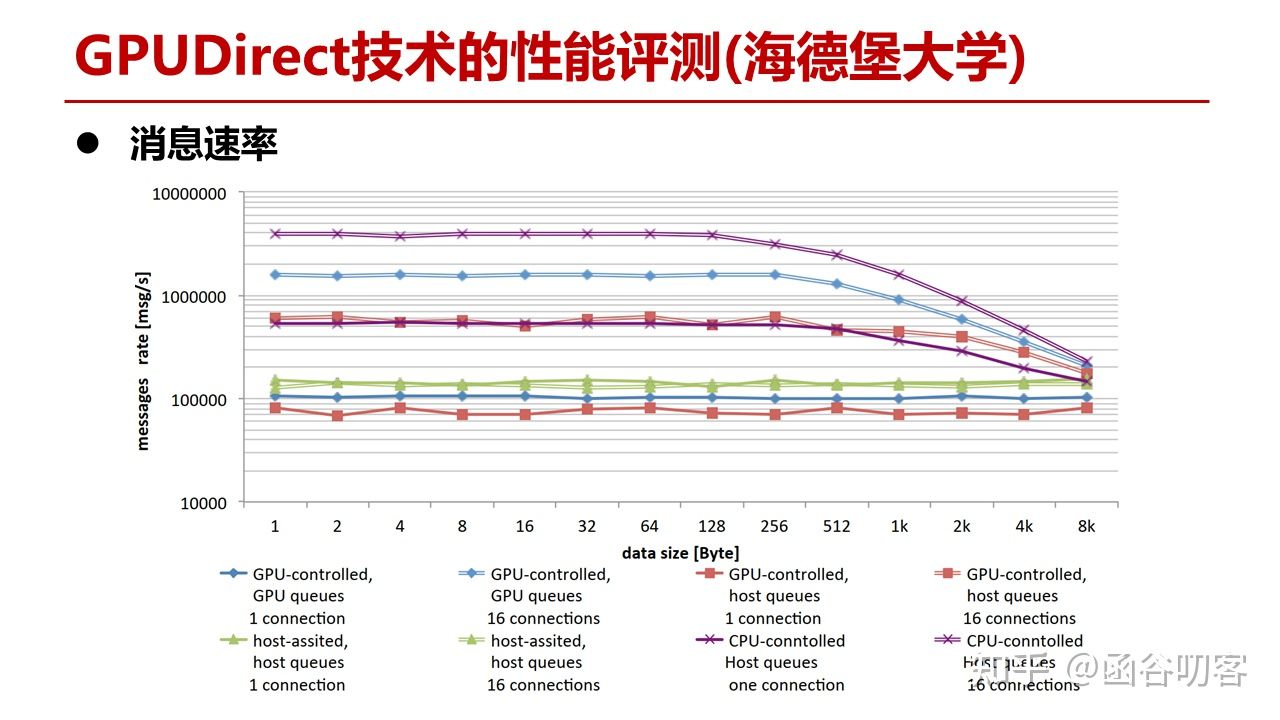 GPUDirect技术的性能评测(海德堡大学)
● 消息速率
10000000
1000000
100000
10000
messages rate [msg/s]
1 2 4 8 16 32 64 128 256 512 1k 2k 4k 8k
data size [Byte]
GPU-controlled, GPU-controlled, GPU-controlled, GPU-controlled,
GPU queues GPU queues host queues host queues
1 connection 16 connections 1 connection 16 connections
host-assited, host-assited, CPU-conntolled CPU-conntolled
host queues host queues Host queues Host queues
1 connection 16 connections one connection 16 connections
知乎 @函谷叨客